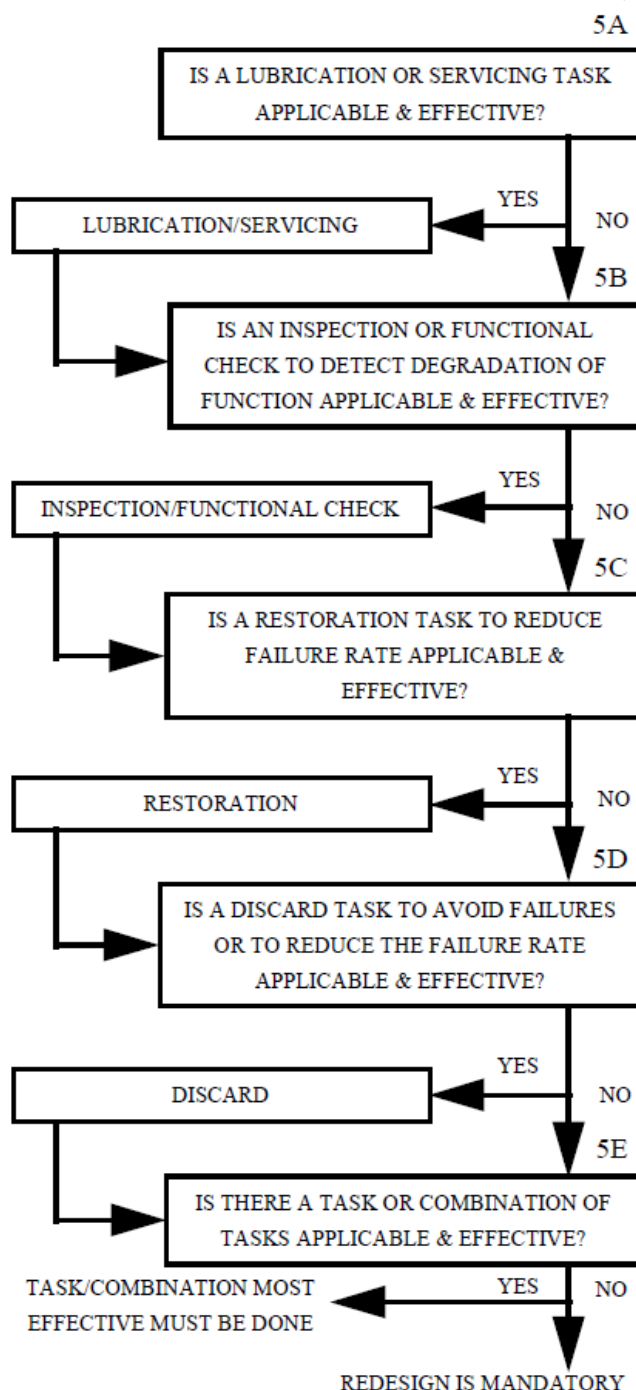 5A
IS A LUBRICATION OR SERVICING TASK
APPLICABLE & EFFECTIVE?
YES
LUBRICATION/SERVICING
NO
5B
IS AN INSPECTION OR FUNCTIONAL
CHECK TO DETECT DEGRADATION OF
FUNCTION APPLICABLE & EFFECTIVE?
YES
INSPECTION/FUNCTIONAL CHECK
NO
5C
IS A RESTORATION TASK TO REDUCE
FAILURE RATE APPLICABLE &
EFFECTIVE?
YES
RESTORATION
NO
5D
IS A DISCARD TASK TO AVOID FAILURES
OR TO REDUCE THE FAILURE RATE
APPLICABLE & EFFECTIVE?
YES
DISCARD
NO
5E
IS THERE A TASK OR COMBINATION OF
TASKS APPLICABLE & EFFECTIVE?
YES
NO
TASK/COMBINATION MOST
EFFECTIVE MUST BE DONE
REDESIGN IS MANDATORY